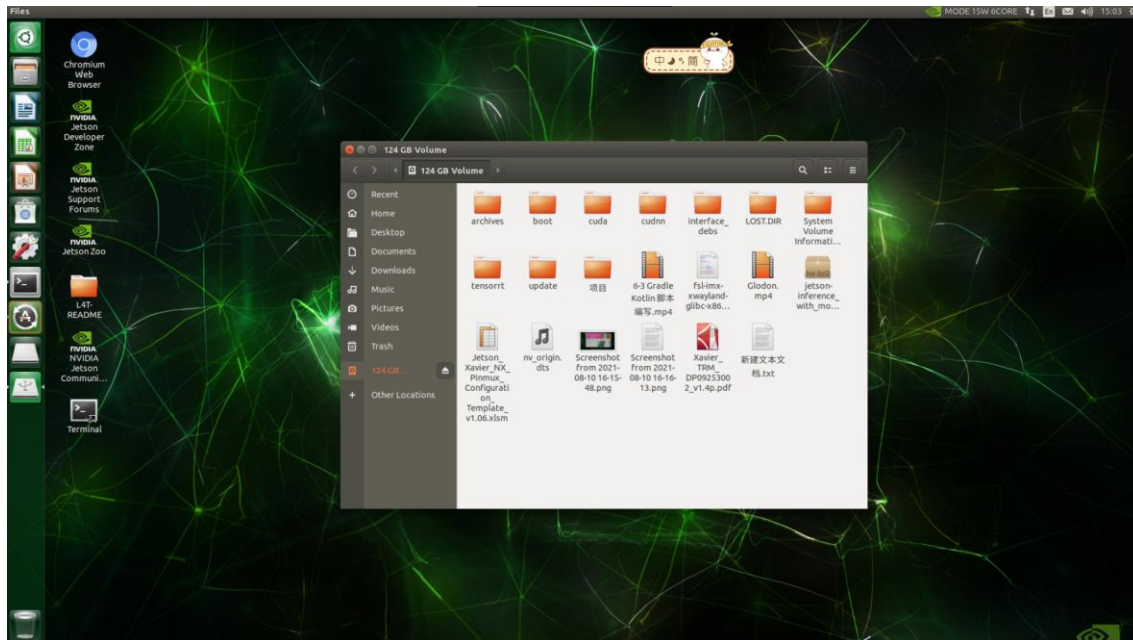 Files
MODE 15W 6CORE
En
15:03
Chromium
Web
Browser
NVIDIA
Jetson
Developer
Zone
NVIDIA
Jetson
Support
Forums
NVIDIA
Jetson Zoo
L4T-
README
NVIDIA
NVIDIA
Jetson
Communi...
Terminal
中
简
124 GB Volume
124 GB Volume
Recent
Home
Desktop
Documents
Downloads
Music
Pictures
Videos
Trash
124 GB ...
Other Locations
archives
boot
cuda
cudnn
interface_
debs
LOST.DIR
System
Volume
Informati...
tensorrt
update
项目
6-3 Gradle
Kotlin 脚本
编写.mp4
fsl-imx-
xwayland-
glibc-x86...
Glodon.
mp4
jetson-
inference_
with_mo...
Jetson_
Xavier_NX_
Pinmux_
Configurati
on_
Template_
v1.06.xlsm
nv_origin.
dts
Screenshot
from 2021-
08-10 16-15-
48.png
Screenshot
from 2021-
08-10 16-16-
13.png
Xavier_
TRM_
DP0925300
2_v1.4p.pdf
新建文本文
档.txt